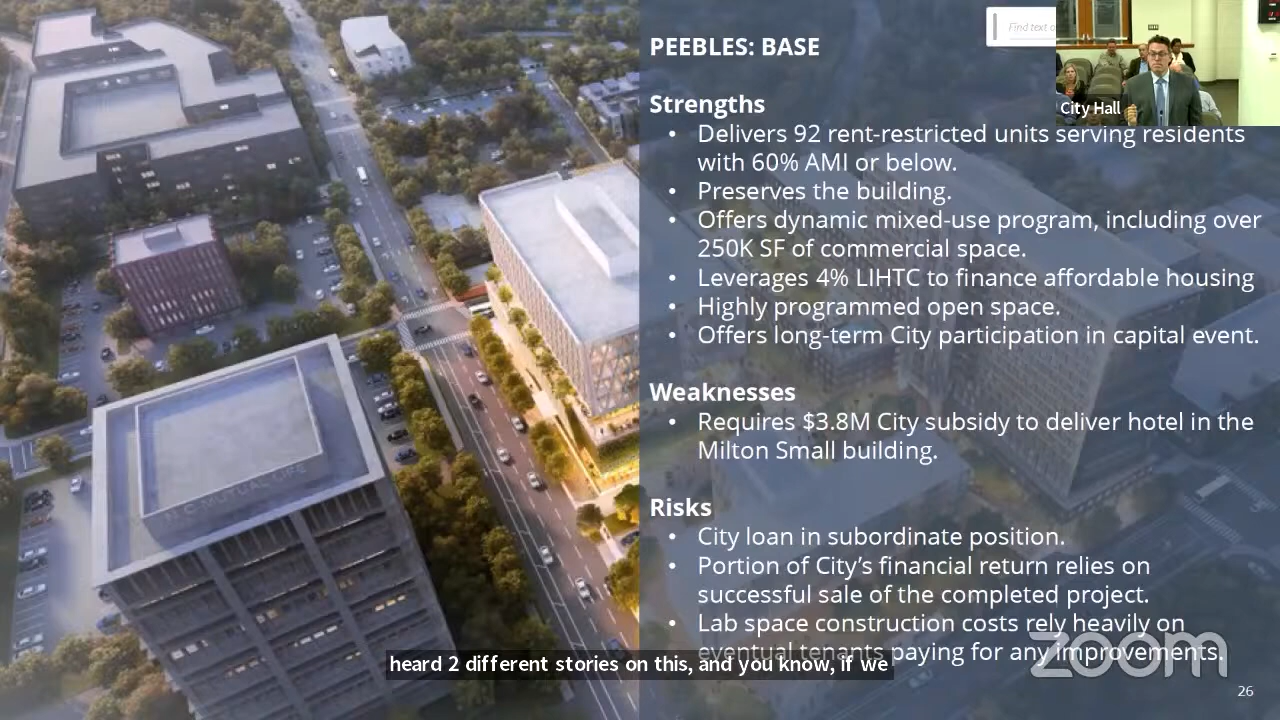 PEEBLES: BASE
Find text o
City Hall
Strengths
• Delivers 92 rent-restricted units serving residents
with 60% AMI or below.
• Preserves the building.
• Offers dynamic mixed-use program, including over
250K SF of commercial space.
• Leverages 4% LIHTC to finance affordable housing
• Highly programmed open space.
• Offers long-term City participation in capital event.
Weaknesses
• Requires $3.8M City subsidy to deliver hotel in the
Milton Small building.
Risks
• City loan in subordinate position.
• Portion of City's financial return relies on
successful sale of the completed project.
• Lab space construction costs rely heavily on
eventual tenants paying for any improvements.
zoom
heard 2 different stories on this, and you know, if we
26
N C MUTUAL LIFE